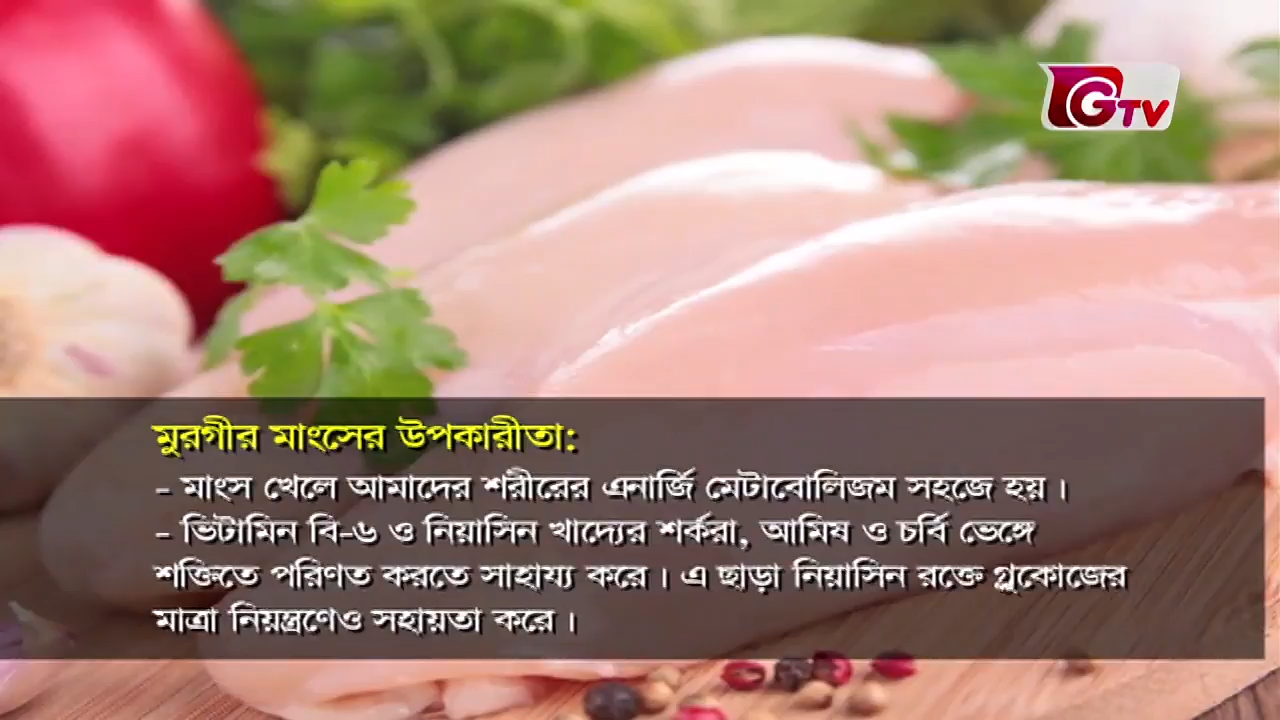 GTV
মুরগীর মাংসের উপকারীতা:
- মাংস খেলে আমাদের শরীরের এনার্জি মেটাবোলিজম সহজে হয়।
- ভিটামিন বি-৬ ও নিয়াসিন খাদ্যের শর্করা, আমিষ ও চর্বি ভেঙ্গে
শক্তিতে পরিণত করতে সাহায্য করে। এ ছাড়া নিয়াসিন রক্তে গ্লুকোজের
মাত্রা নিয়ন্ত্রণেও সহায়তা করে।